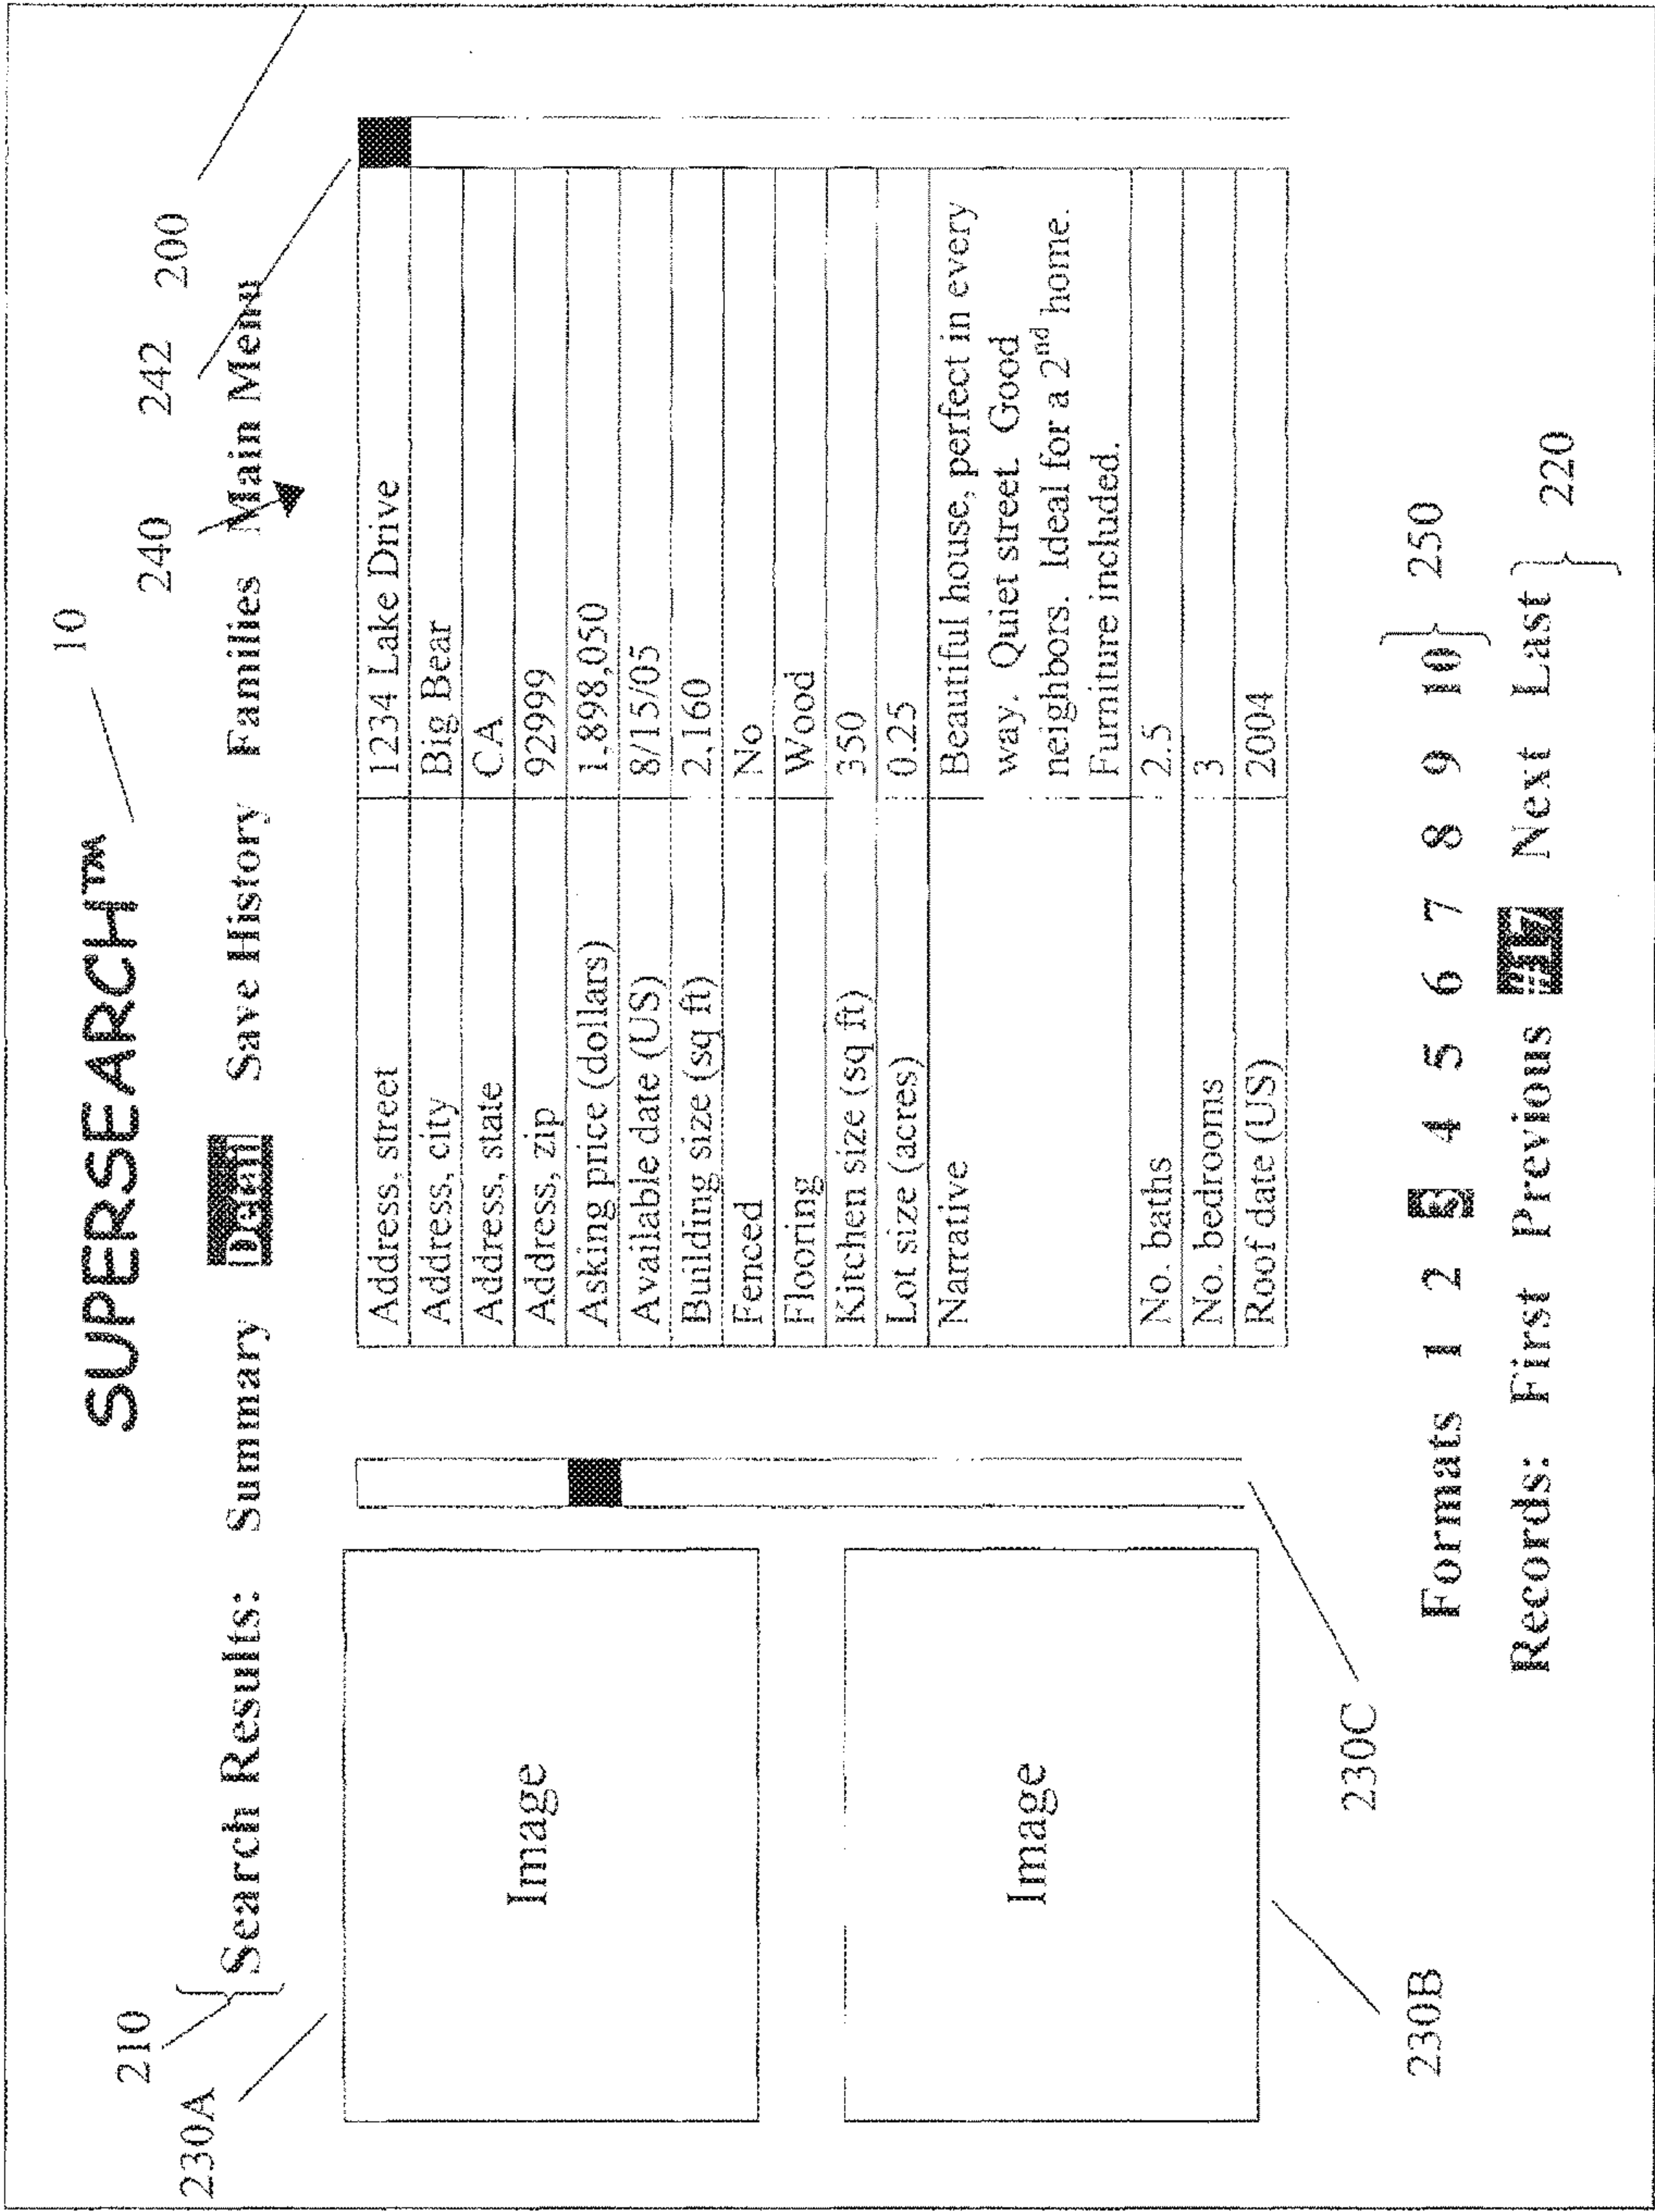 SUPERSEARCH™ 10
210 240 242 200
230A
Search Results: Summary Detail Save History Families Main Menu
Image
Image
Address, street 1234 Lake Drive
Address, city Big Bear
Address, state CA
Address, zip 92999
Asking price (dollars) 1,898,050
Available date (US) 8/15/05
Building size (sq ft) 2,160
Fenced No
Flooring Wood
Kitchen size (sq ft) 350
Lot size (acres) 0.25
Narrative Beautiful house, perfect in every
way. Quiet street. Good
neighbors. Ideal for a 2nd home.
Furniture included.
No. baths 2.5
No. bedrooms 3
Roof date (US) 2004
230C
230B
Formats 1 2 3 4 5 6 7 8 9 10 250
Records: First Previous #17 Next Last 220